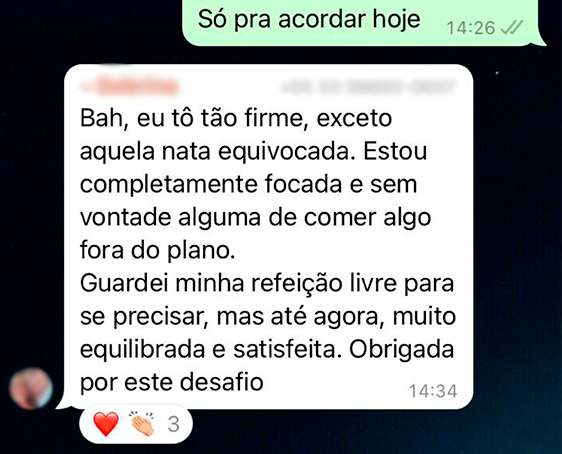 Só pra acordar hoje
14:26
Bah, eu tô tão firme, exceto
aquela nata equivocada. Estou
completamente focada e sem
vontade alguma de comer algo
fora do plano.
Guardei minha refeição livre para
se precisar, mas até agora, muito
equilibrada e satisfeita. Obrigada
por este desafio
14:34
3